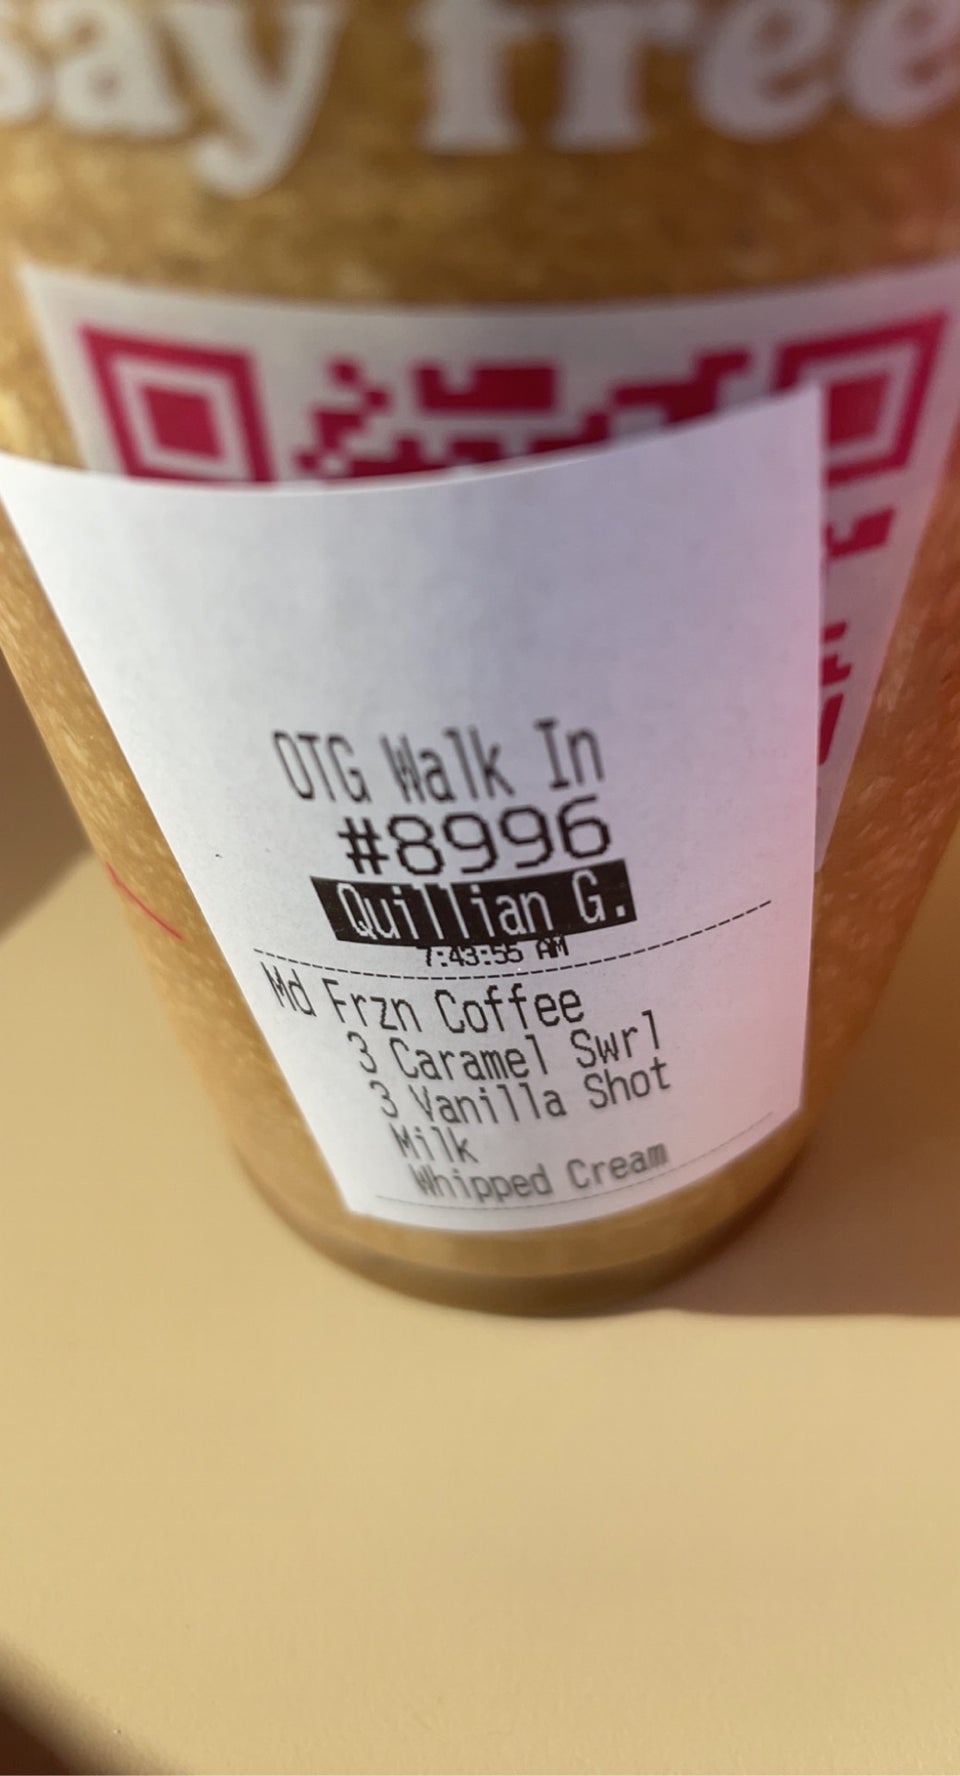 say free
OTG Walk In
#8996
Quillian G.
7:43:55 AM
Md Frzn Coffee
3 Caramel Swrl
3 Vanilla Shot
Milk
Whipped Cream